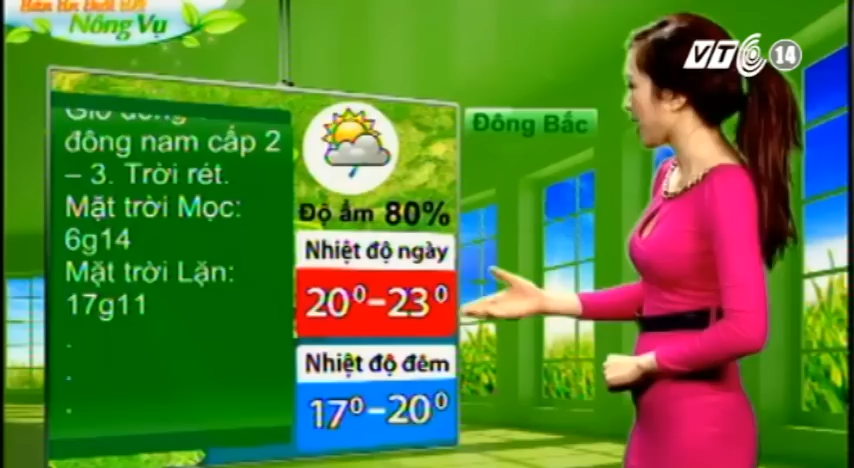 Nông Vụ
VTC 14
Đông Bắc
đông nam cấp 2
– 3. Trời rét.
Mặt trời Mọc:
6g14
Mặt trời Lặn:
17g11
.
.
.
Độ ẩm 80%
Nhiệt độ ngày
20⁰–23⁰
Nhiệt độ đêm
17⁰–20⁰